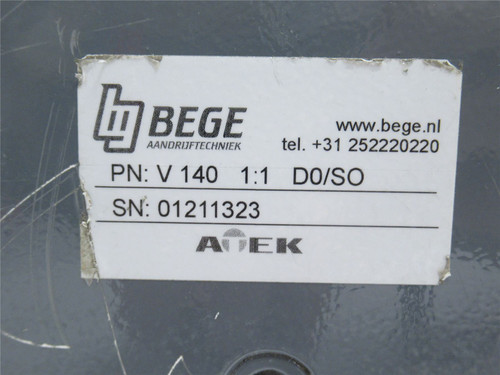 BEGE
AANDRIJFTECHNIEK
www.bege.nl
tel. +31 252220220
PN: V 140 1:1 D0/SO
SN: 01211323
ATEK